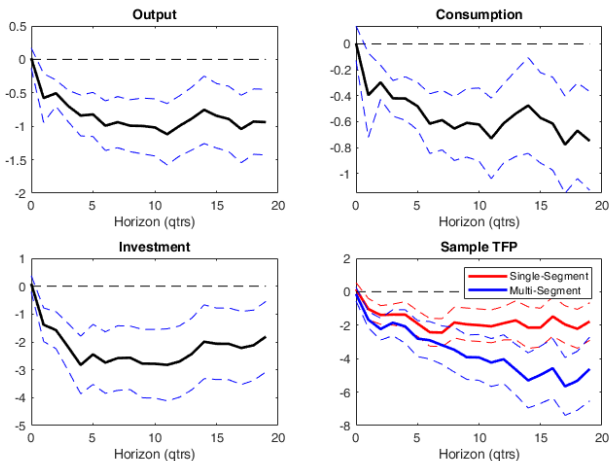 Output
0.5
0
-0.5
-1
-1.5
-2
0 5 10 15 20
Horizon (qtrs)
Consumption
0
-0.2
-0.4
-0.6
-0.8
-1
0 5 10 15 20
Horizon (qtrs)
Investment
1
0
-1
-2
-3
-4
-5
0 5 10 15 20
Horizon (qtrs)
Sample TFP
2
0
-2
-4
-6
-8
Single-Segment
Multi-Segment
0 5 10 15 20
Horizon (qtrs)